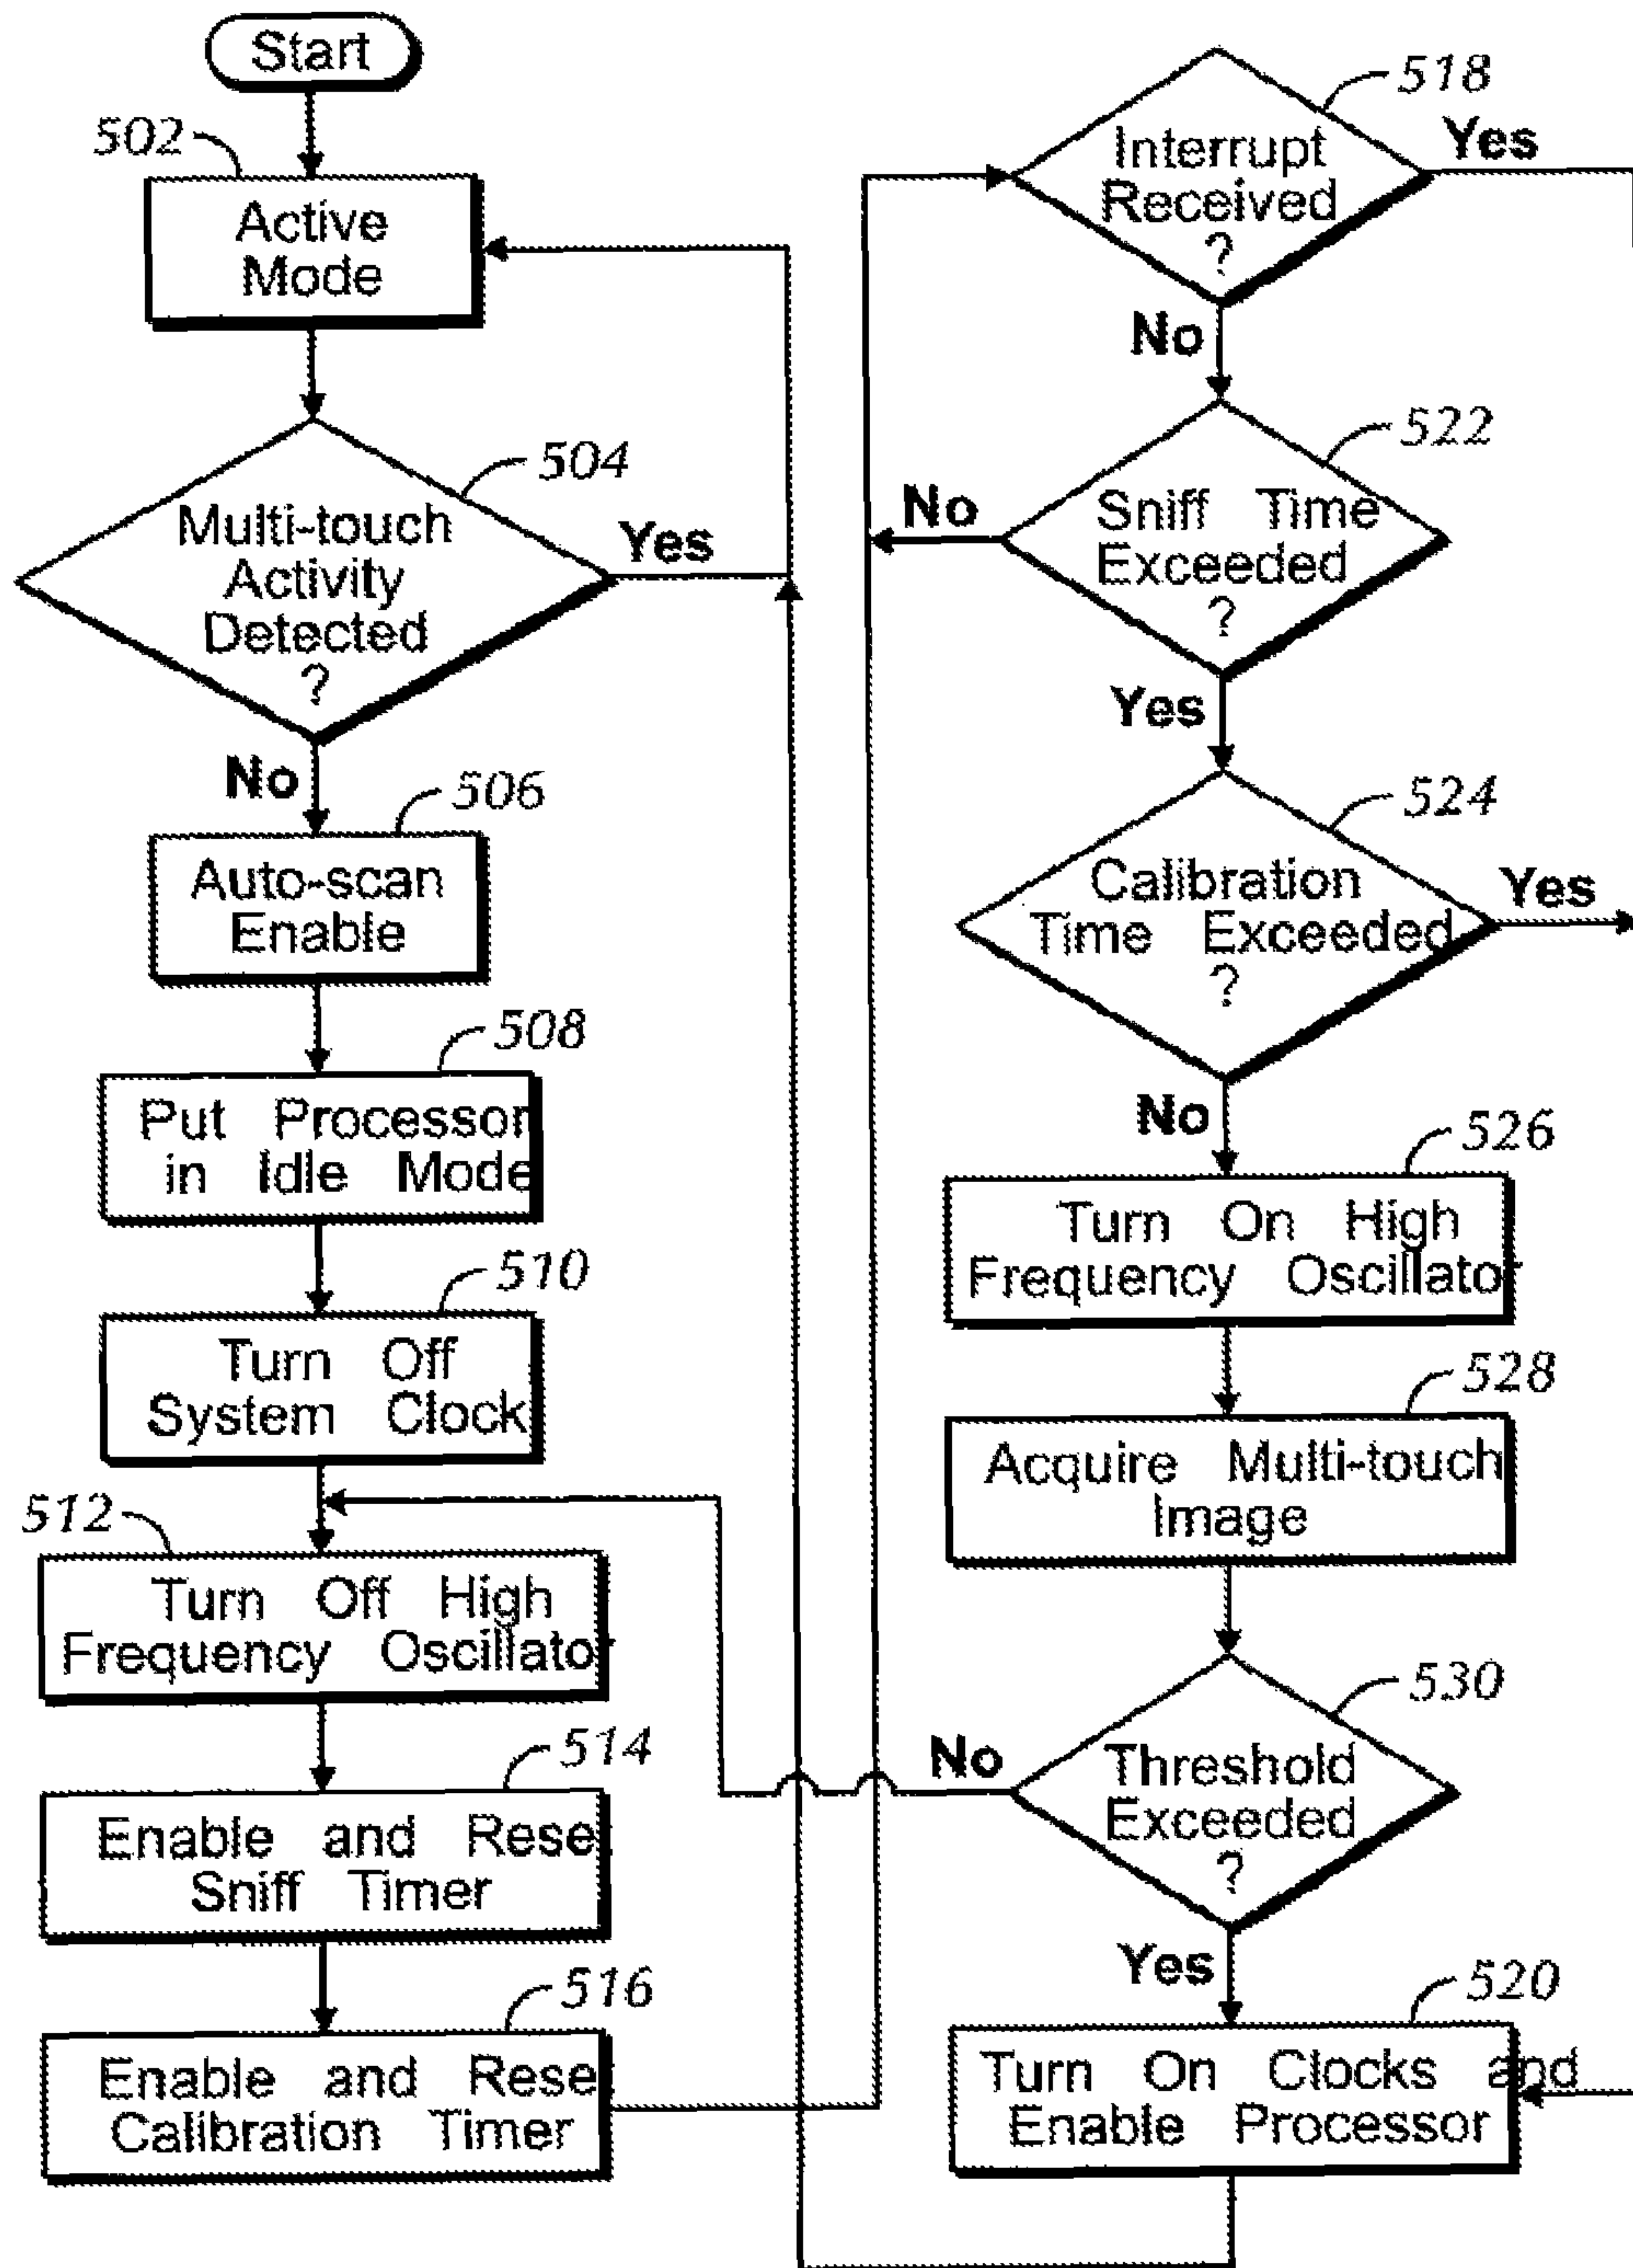 Start
502
Active
Mode
504
Multi-touch
Activity
Detected
?
Yes
No
506
Auto-scan
Enable
508
Put Processor
in Idle Mode
510
Turn Off
System Clock
512
Turn Off High
Frequency Oscillator
514
Enable and Rese
Sniff Timer
516
Enable and Rese
Calibration Timer
518
Interrupt
Received
?
Yes
No
522
Sniff Time
Exceeded
?
No
Yes
524
Calibration
Time Exceeded
?
Yes
No
526
Turn On High
Frequency Oscillator
528
Acquire Multi-touch
Image
530
Threshold
Exceeded
?
No
Yes
520
Turn On Clocks and
Enable Processor